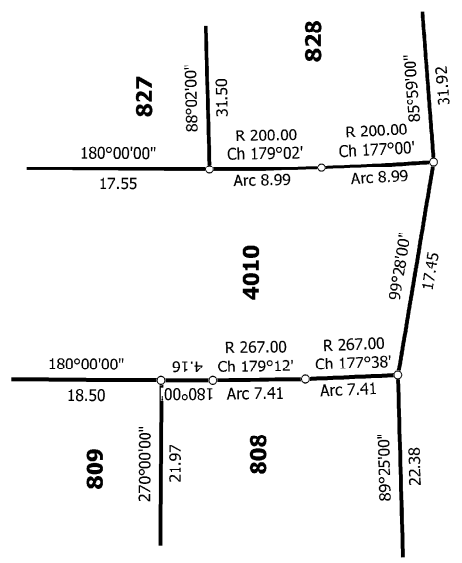 828
827
88°02'00"
31.50
85°59'00"
31.92
R 200.00
Ch 179°02'
Arc 8.99
R 200.00
Ch 177°00'
Arc 8.99
180°00'00"
17.55
4010
99°28'00"
17.45
180°00'00"
18.50
4.16
180°00'
R 267.00
Ch 179°12'
Arc 7.41
R 267.00
Ch 177°38'
Arc 7.41
809
270°00'00"
21.97
808
89°25'00"
22.38